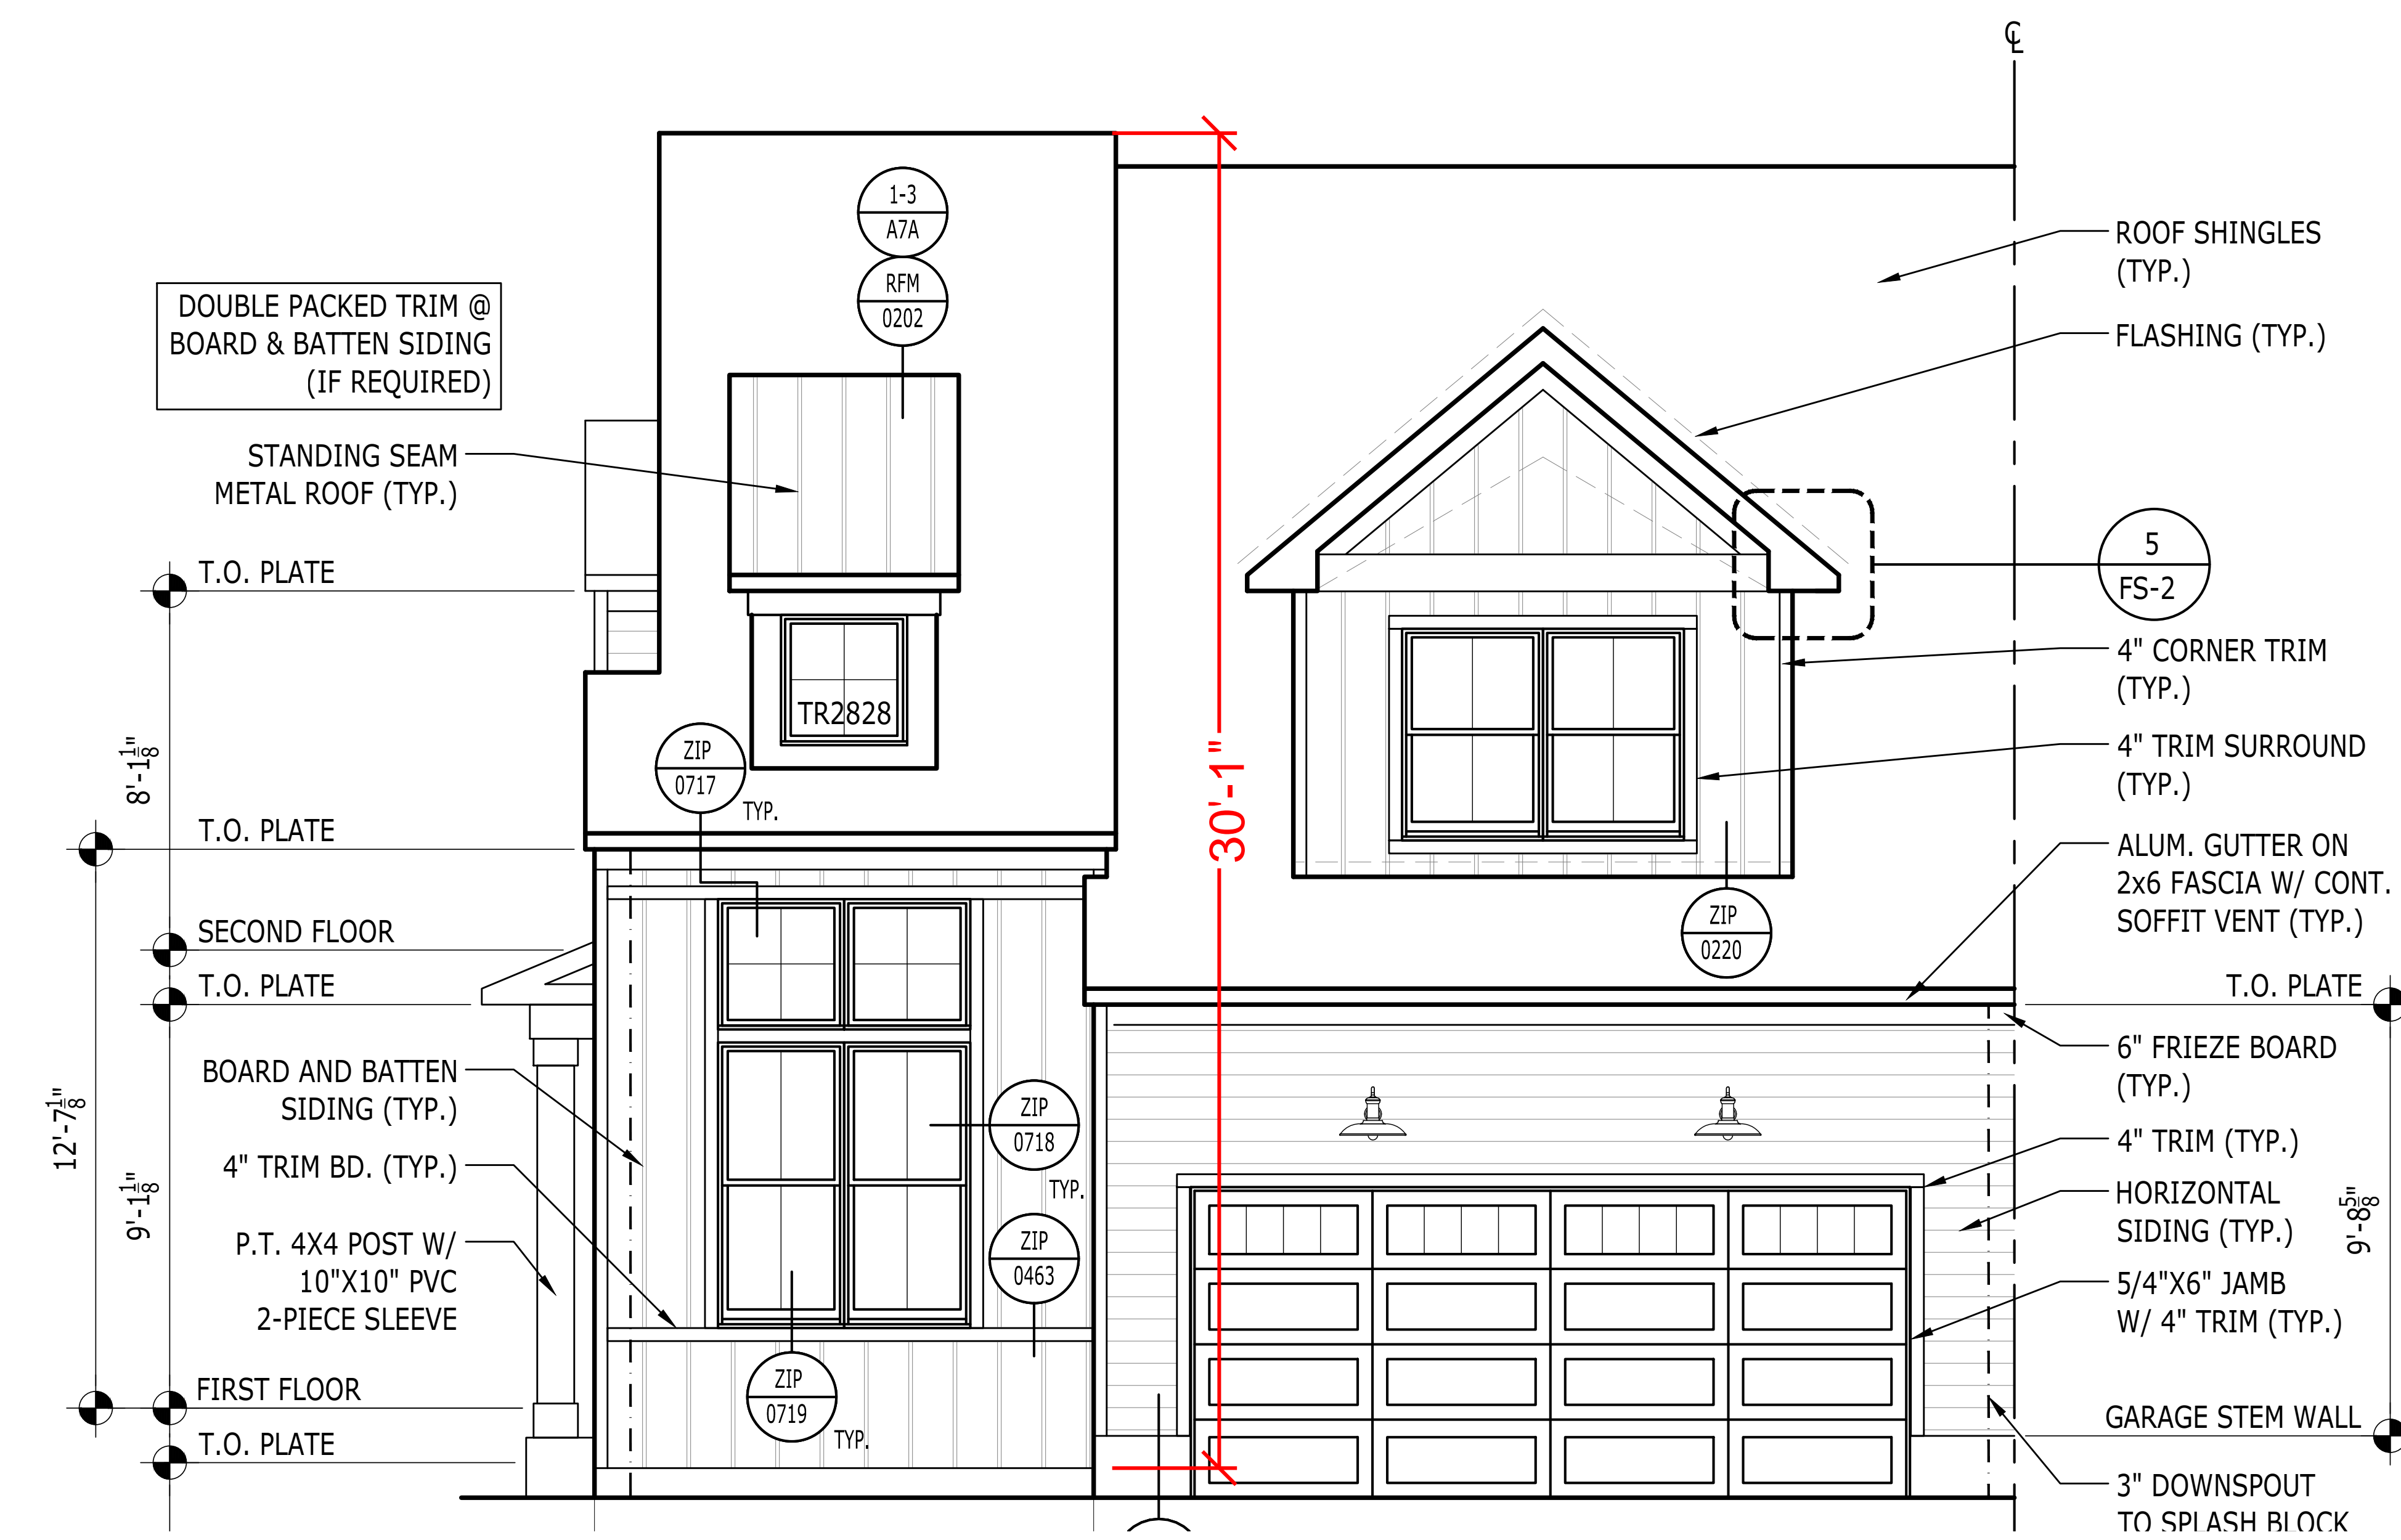 ℄
1-3
A7A
RFM
0202
DOUBLE PACKED TRIM @
BOARD & BATTEN SIDING
(IF REQUIRED)
STANDING SEAM
METAL ROOF (TYP.)
T.O. PLATE
8'-1 1/8"
T.O. PLATE
SECOND FLOOR
T.O. PLATE
12'-7 1/8"
9'-1 1/8"
BOARD AND BATTEN
SIDING (TYP.)
4" TRIM BD. (TYP.)
P.T. 4X4 POST W/
10"X10" PVC
2-PIECE SLEEVE
FIRST FLOOR
T.O. PLATE
TR2828
ZIP
0717
TYP.
ZIP
0718
TYP.
ZIP
0463
ZIP
0719
TYP.
30'-1"
ZIP
0220
ROOF SHINGLES
(TYP.)
FLASHING (TYP.)
5
FS-2
4" CORNER TRIM
(TYP.)
4" TRIM SURROUND
(TYP.)
ALUM. GUTTER ON
2x6 FASCIA W/ CONT.
SOFFIT VENT (TYP.)
T.O. PLATE
6" FRIEZE BOARD
(TYP.)
4" TRIM (TYP.)
HORIZONTAL
SIDING (TYP.)
9'-8 5/8"
5/4"X6" JAMB
W/ 4" TRIM (TYP.)
GARAGE STEM WALL
3" DOWNSPOUT
TO SPLASH BLOCK